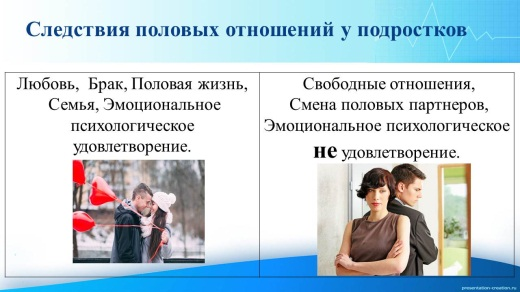 Следствия половых отношений у подростков
Любовь, Брак, Половая жизнь,
Семья, Эмоциональное
психологическое
удовлетворение.
Свободные отношения,
Смена половых партнеров,
Эмоциональное психологическое
не удовлетворение.
presentation-creation.ru